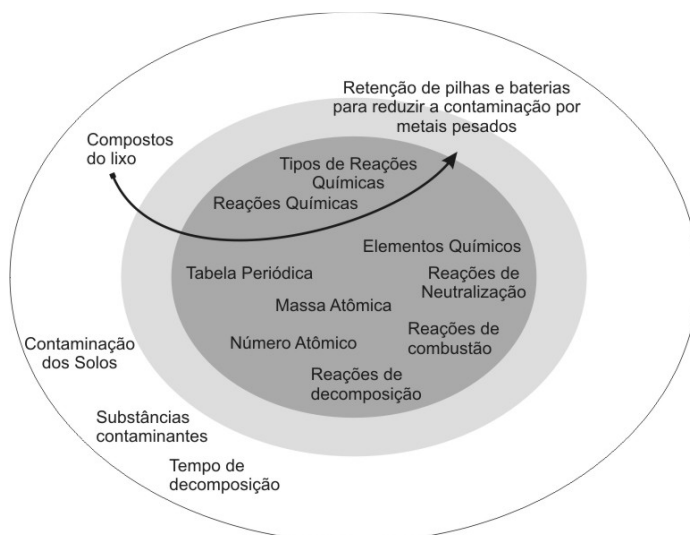 Retenção de pilhas e baterias
para reduzir a contaminação por
metais pesados
Compostos
do lixo
Tipos de Reações
Químicas
Reações Químicas
Elementos Químicos
Tabela Periódica
Reações de
Neutralização
Massa Atômica
Número Atômico
Reações de
combustão
Reações de
decomposição
Contaminação
dos Solos
Substâncias
contaminantes
Tempo de
decomposição